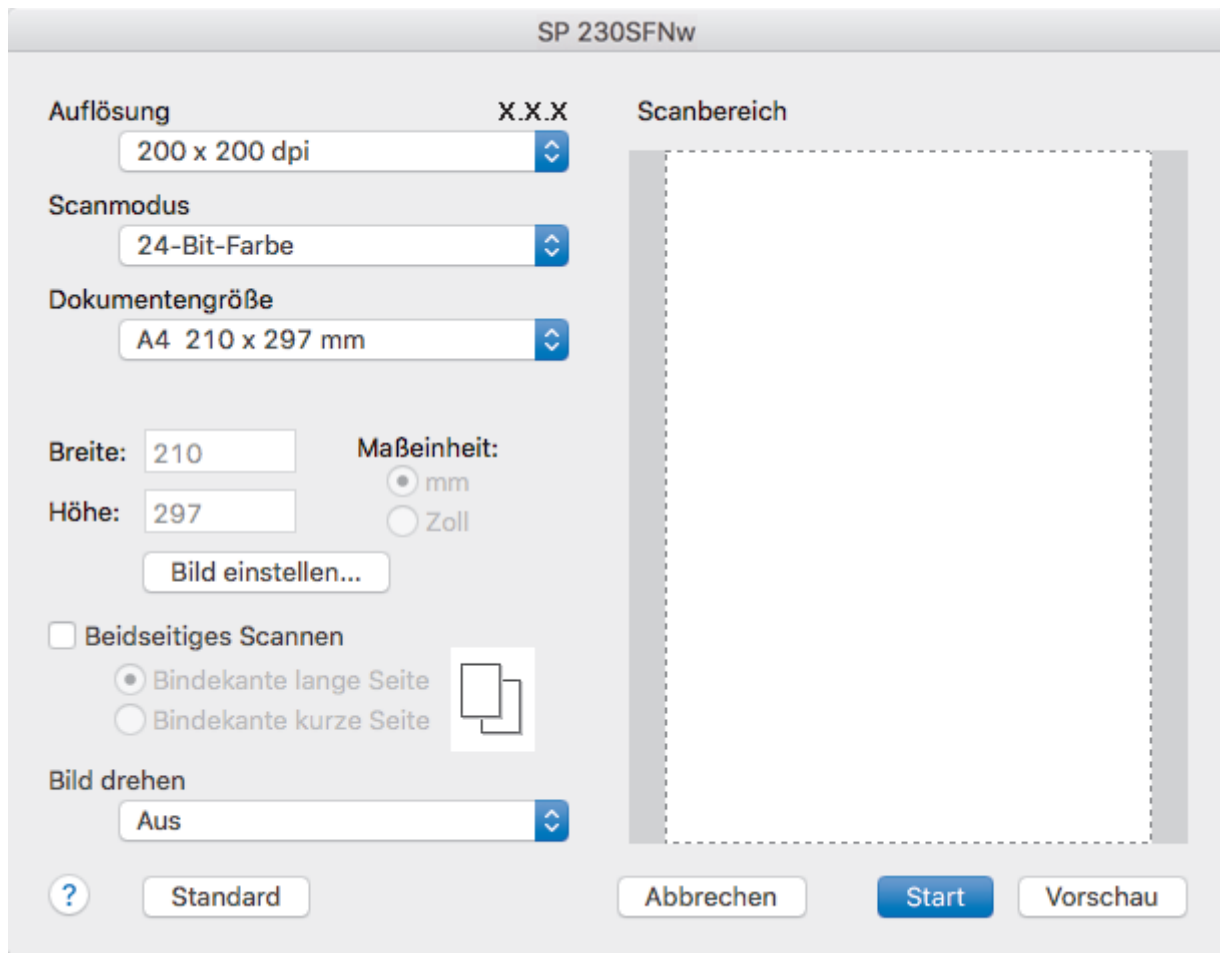 SP 230SFNw
Auflösung X.X.X
200 x 200 dpi
Scanmodus
24-Bit-Farbe
Dokumentengröße
A4 210 x 297 mm
Breite: 210
Maßeinheit:
mm
Höhe: 297
Zoll
Bild einstellen...
Beidseitiges Scannen
Bindekante lange Seite
Bindekante kurze Seite
Bild drehen
Aus
? Standard
Scanbereich
Abbrechen Start Vorschau